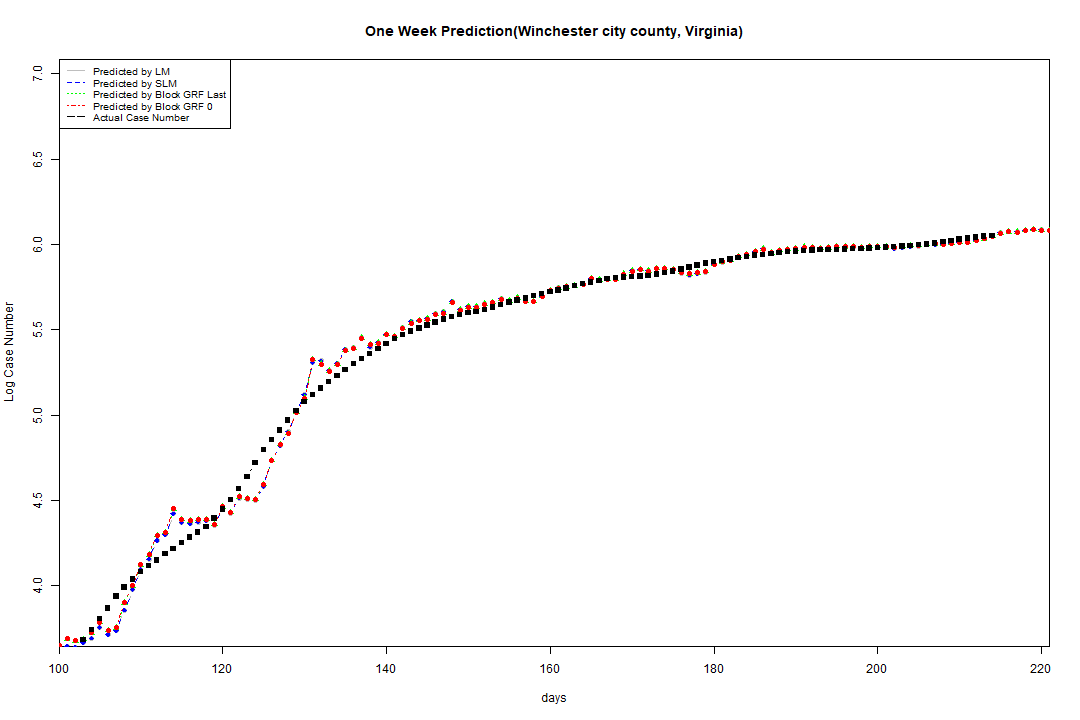 One Week Prediction(Winchester city county, Virginia)
Predicted by LM
Predicted by SLM
Predicted by Block GRF Last
Predicted by Block GRF 0
Actual Case Number
7.0
6.5
6.0
5.5
5.0
4.5
4.0
Log Case Number
100 120 140 160 180 200 220
days